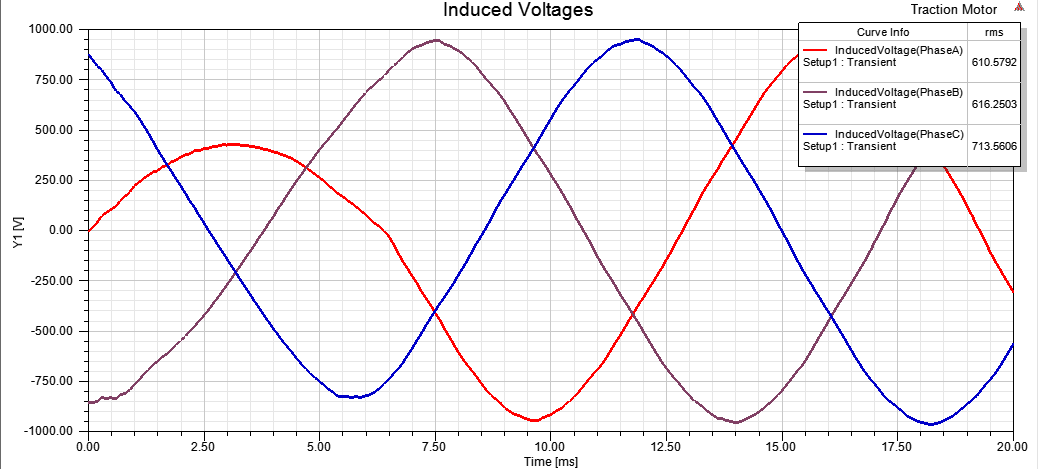 Induced Voltages
Traction Motor
Curve Info rms
InducedVoltage(PhaseA)
Setup1 : Transient 610.5792
InducedVoltage(PhaseB)
Setup1 : Transient 616.2503
InducedVoltage(PhaseC)
Setup1 : Transient 713.5606
Y1 [V]
1000.00
750.00
500.00
250.00
0.00
-250.00
-500.00
-750.00
-1000.00
0.00 2.50 5.00 7.50 10.00 12.50 15.00 17.50 20.00
Time [ms]